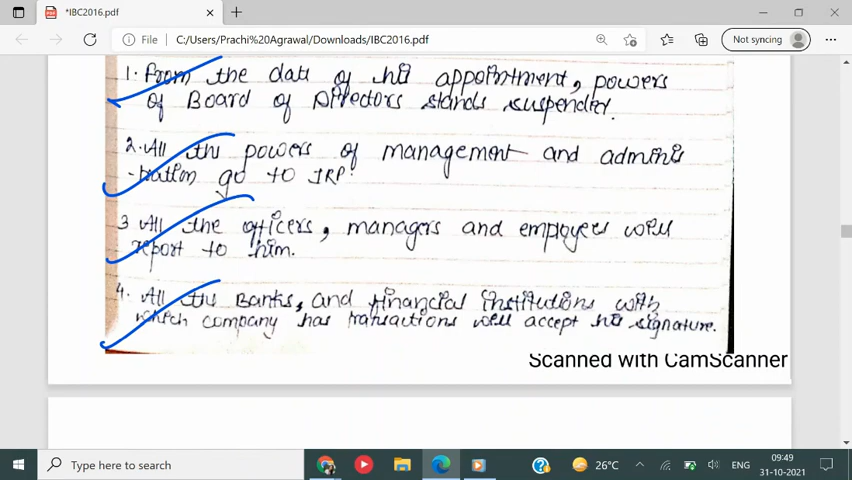 *IBC2016.pdf
File
C:/Users/Prachi%20Agrawal/Downloads/IBC2016.pdf
Not syncing
1. From the date of his appointment, powers
of Board of Directors stands suspended.
2. All the powers of management and adminis
-tration go to IRP.
3 All the officers, managers and employees will
report to him.
4. All the Banks, and financial institutions with
which company has transactions will accept his signature.
Scanned with CamScanner
Type here to search
26°C
ENG
09:49
31-10-2021